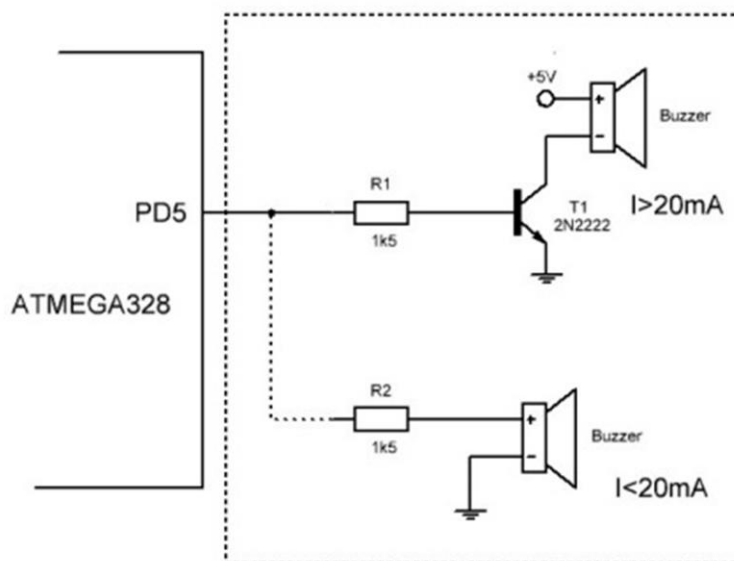 +5V
+
-
Buzzer
R1
1k5
T1
2N2222
I>20mA
PD5
ATMEGA328
R2
1k5
+
-
Buzzer
I<20mA